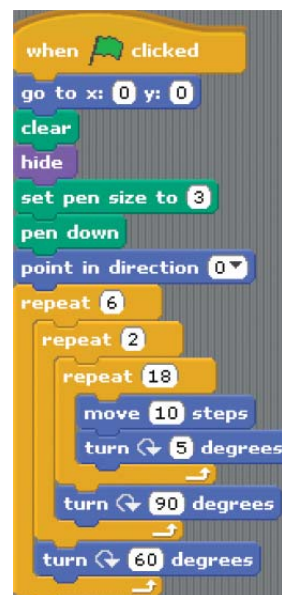 when clicked
go to x: 0 y: 0
clear
hide
set pen size to 3
pen down
point in direction 0
repeat 6
repeat 2
repeat 18
move 10 steps
turn 5 degrees
turn 90 degrees
turn 60 degrees